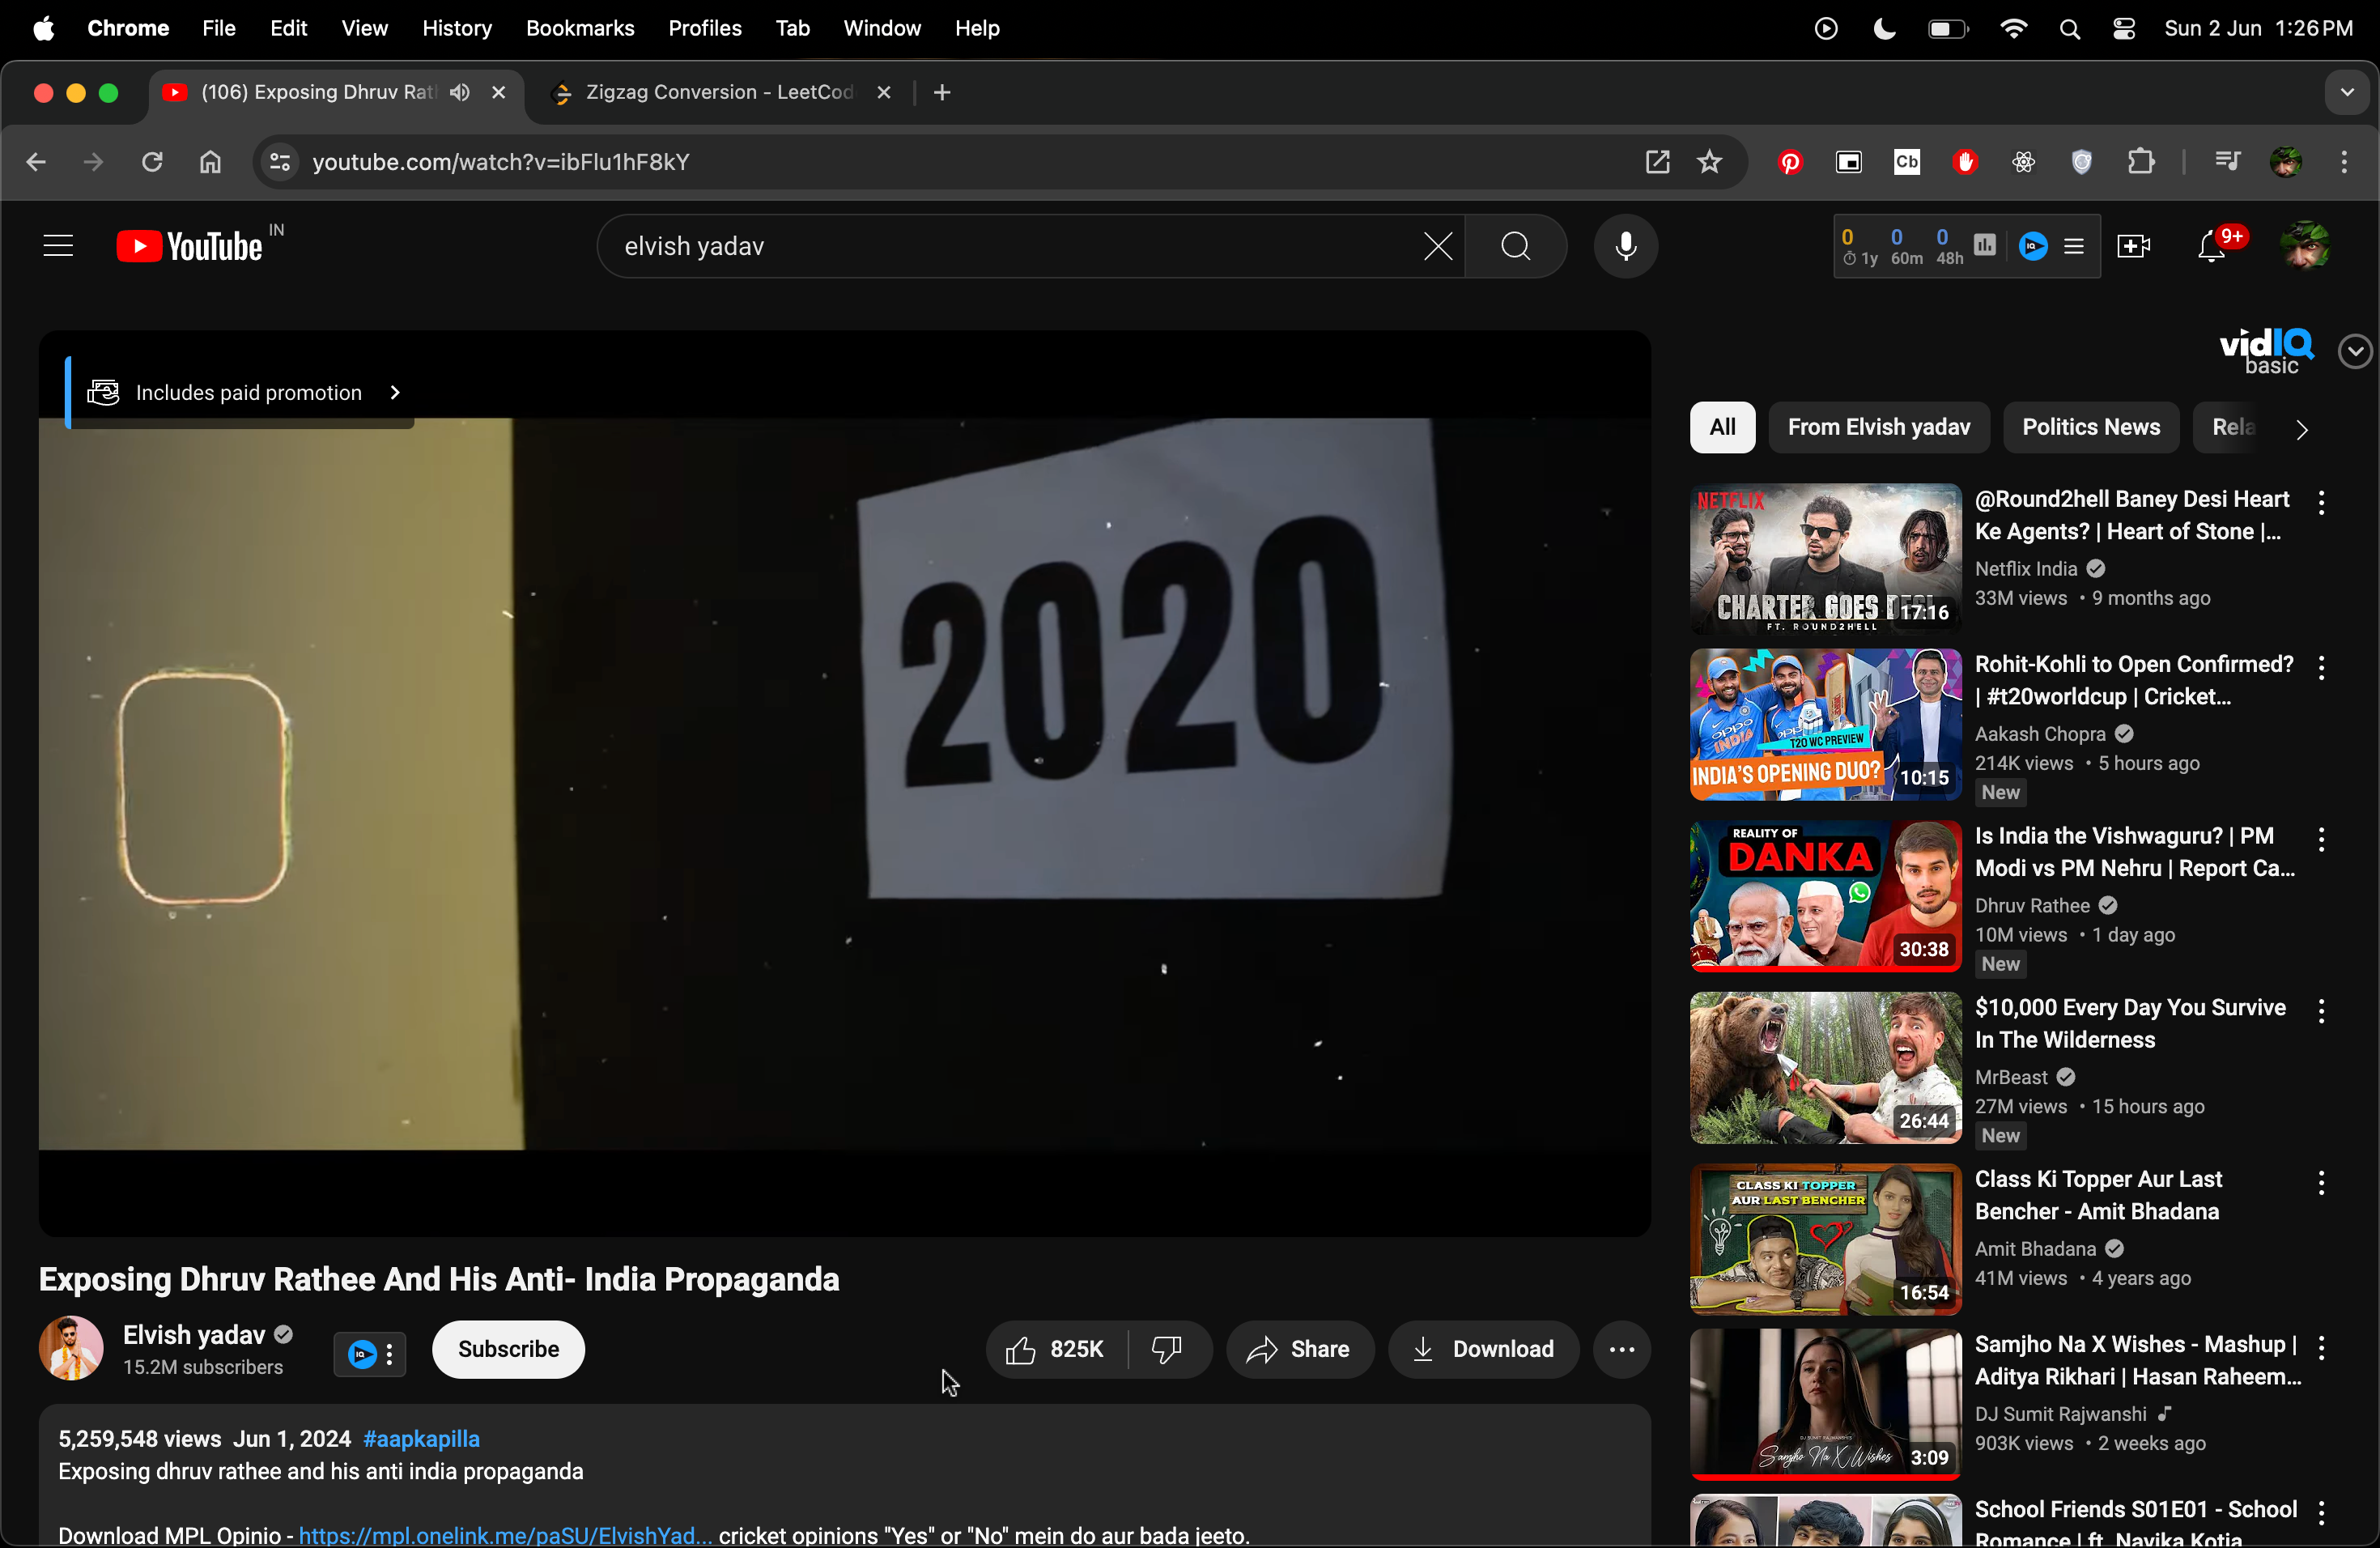 Chrome File Edit View History Bookmarks Profiles Tab Window Help Sun 2 Jun 1:26 PM
(106) Exposing Dhruv Rat Zigzag Conversion - LeetCod
youtube.com/watch?v=ibFlu1hF8kY Cb
YouTube IN
elvish yadav
0 0 0
1y 60m 48h
9+
Includes paid promotion
2020
Exposing Dhruv Rathee And His Anti- India Propaganda
Elvish yadav
15.2M subscribers
Subscribe
825K Share Download
5,259,548 views Jun 1, 2024 #aapkapilla
Exposing dhruv rathee and his anti india propaganda
Download MPL Opinio - https://mpl.onelink.me/paSU/ElvishYad... cricket opinions "Yes" or "No" mein do aur bada jeeto.
vidIQ
basic
All From Elvish yadav Politics News Rela
NETFLIX
CHARTER GOES
FT. ROUND2HELL
17:16
@Round2hell Baney Desi Heart
Ke Agents? | Heart of Stone |...
Netflix India
33M views • 9 months ago
OPPO
INDIA
T20 WC PREVIEW
INDIA'S OPENING DUO?
10:15
Rohit-Kohli to Open Confirmed?
| #t20worldcup | Cricket...
Aakash Chopra
214K views • 5 hours ago
New
REALITY OF
DANKA
30:38
Is India the Vishwaguru? | PM
Modi vs PM Nehru | Report Ca...
Dhruv Rathee
10M views • 1 day ago
New
26:44
$10,000 Every Day You Survive
In The Wilderness
MrBeast
27M views • 15 hours ago
New
CLASS KI TOPPER
AUR LAST BENCHER
16:54
Class Ki Topper Aur Last
Bencher - Amit Bhadana
Amit Bhadana
41M views • 4 years ago
DJ SUMIT RAJWANSHI
Samjho Na X Wishes
3:09
Samjho Na X Wishes - Mashup |
Aditya Rikhari | Hasan Raheem...
DJ Sumit Rajwanshi
903K views • 2 weeks ago
School Friends S01E01 - School
Romance | ft. Navika Kotia